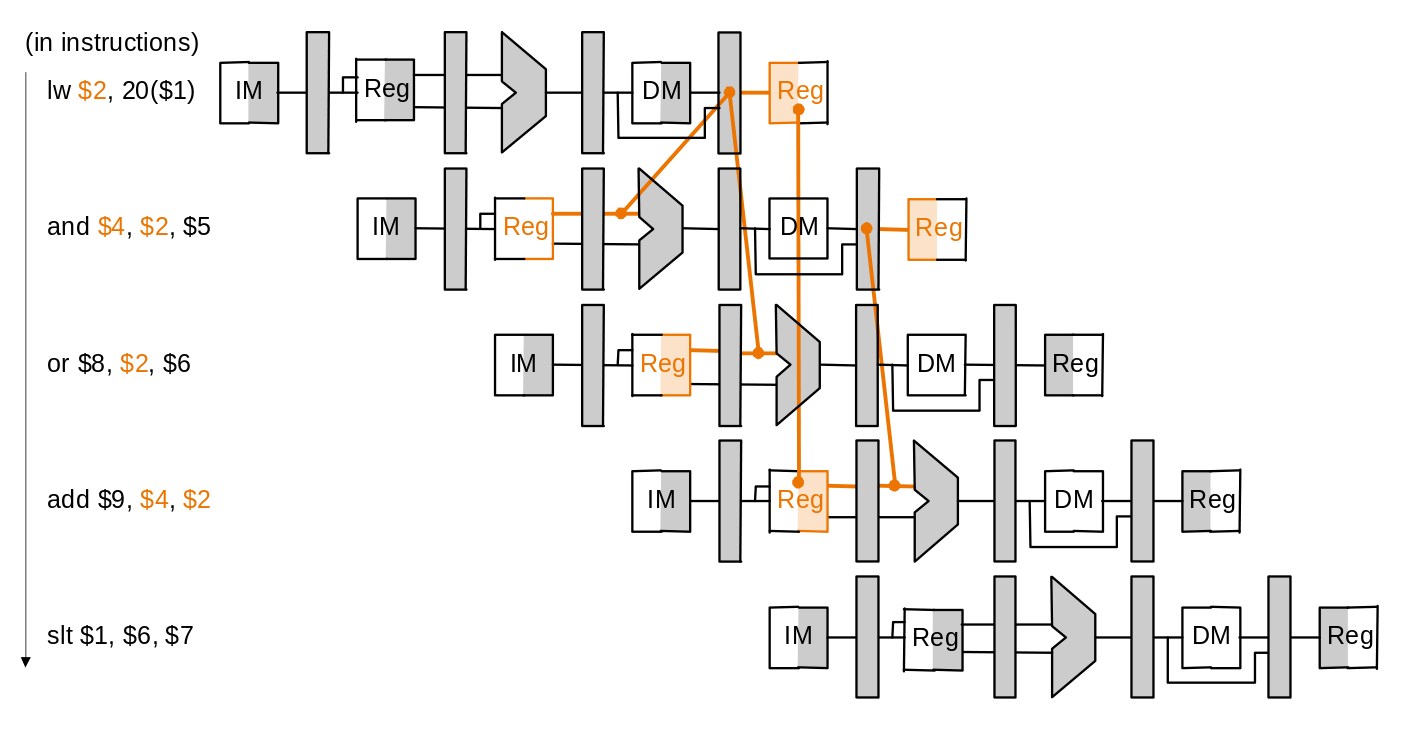 (in instructions)
lw $2, 20($1) IM Reg DM Reg
and $4, $2, $5 IM Reg DM Reg
or $8, $2, $6 IM Reg DM Reg
add $9, $4, $2 IM Reg DM Reg
slt $1, $6, $7 IM Reg DM Reg